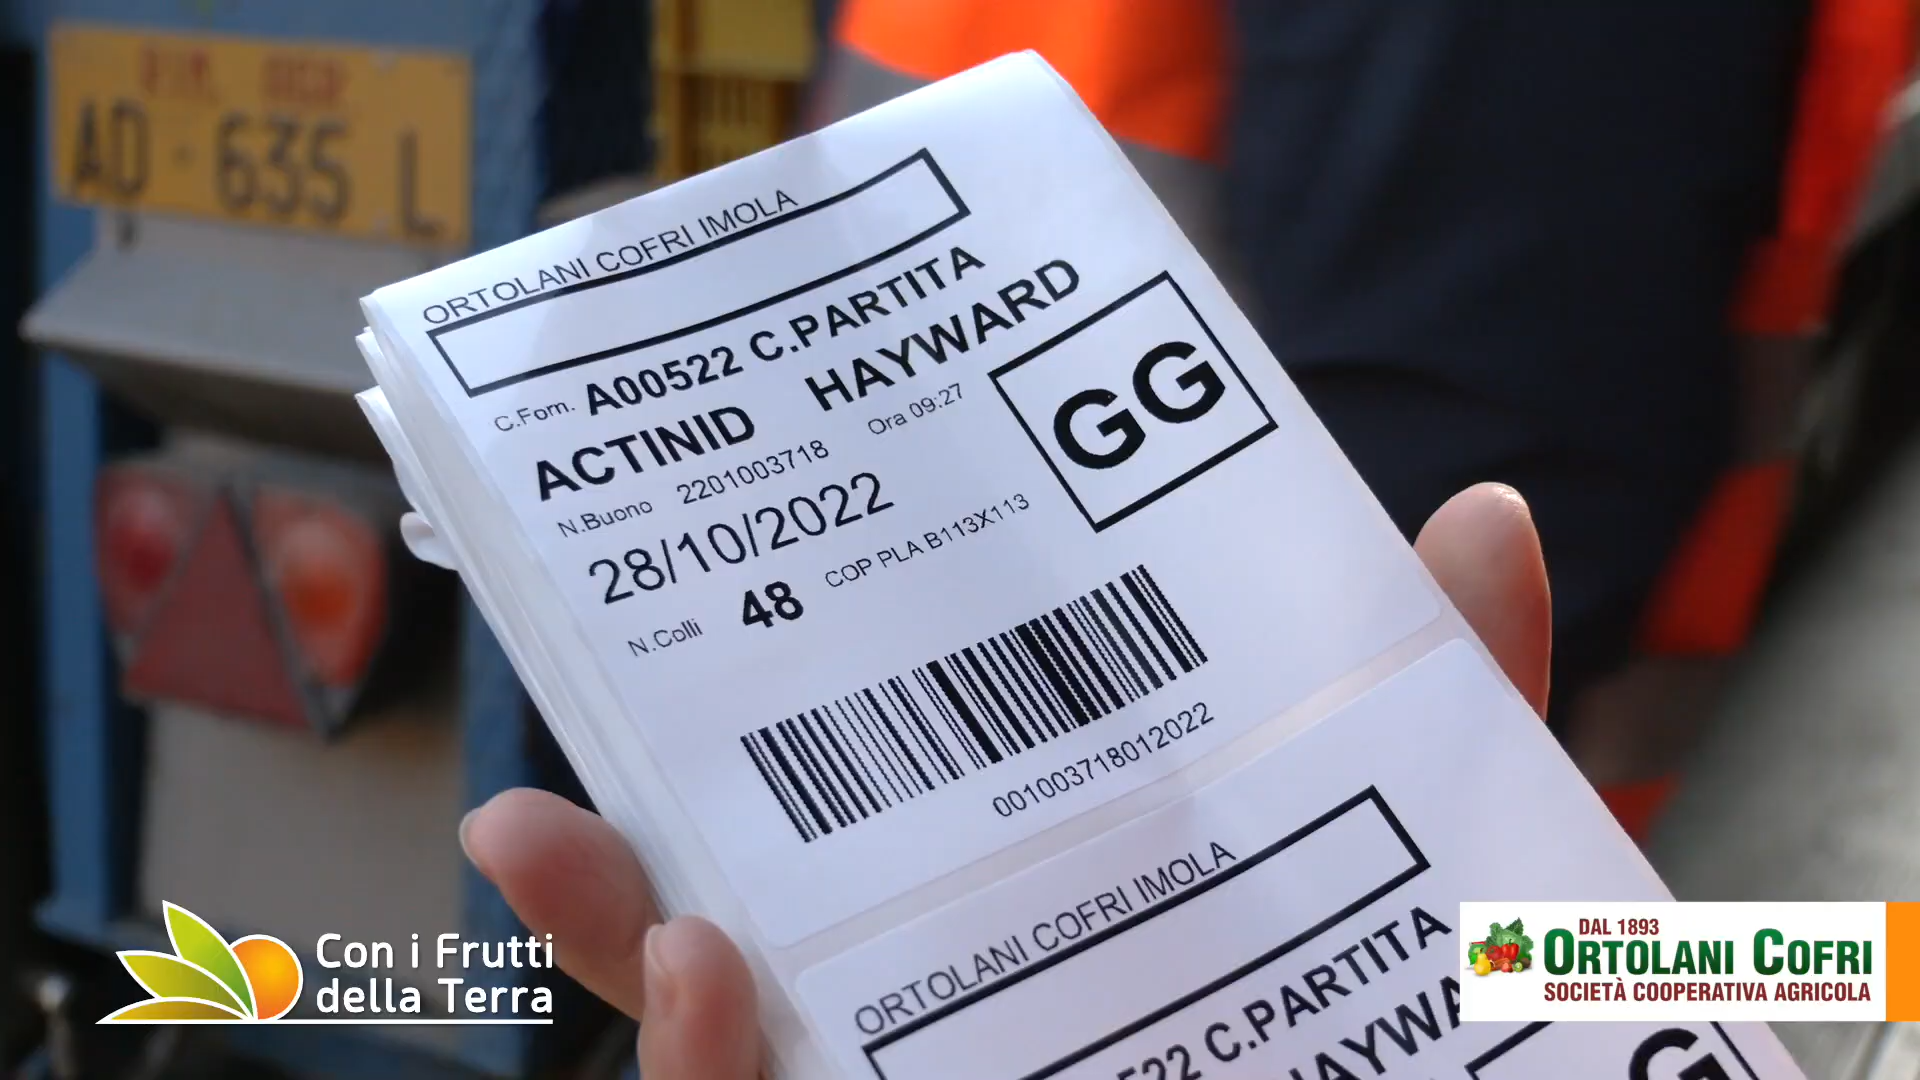 AD - 635 L
ORTOLANI COFRI IMOLA
C.Forn. A00522 C.PARTITA
ACTINID HAYWARD
N.Buono 2201003718 Ora 09:27
GG
28/10/2022
N.Colli 48 COP PLA B113X113
001003718012022
ORTOLANI COFRI IMOLA
522 C.PARTITA
G
Con i Frutti
della Terra
DAL 1893
ORTOLANI COFRI
SOCIETÀ COOPERATIVA AGRICOLA